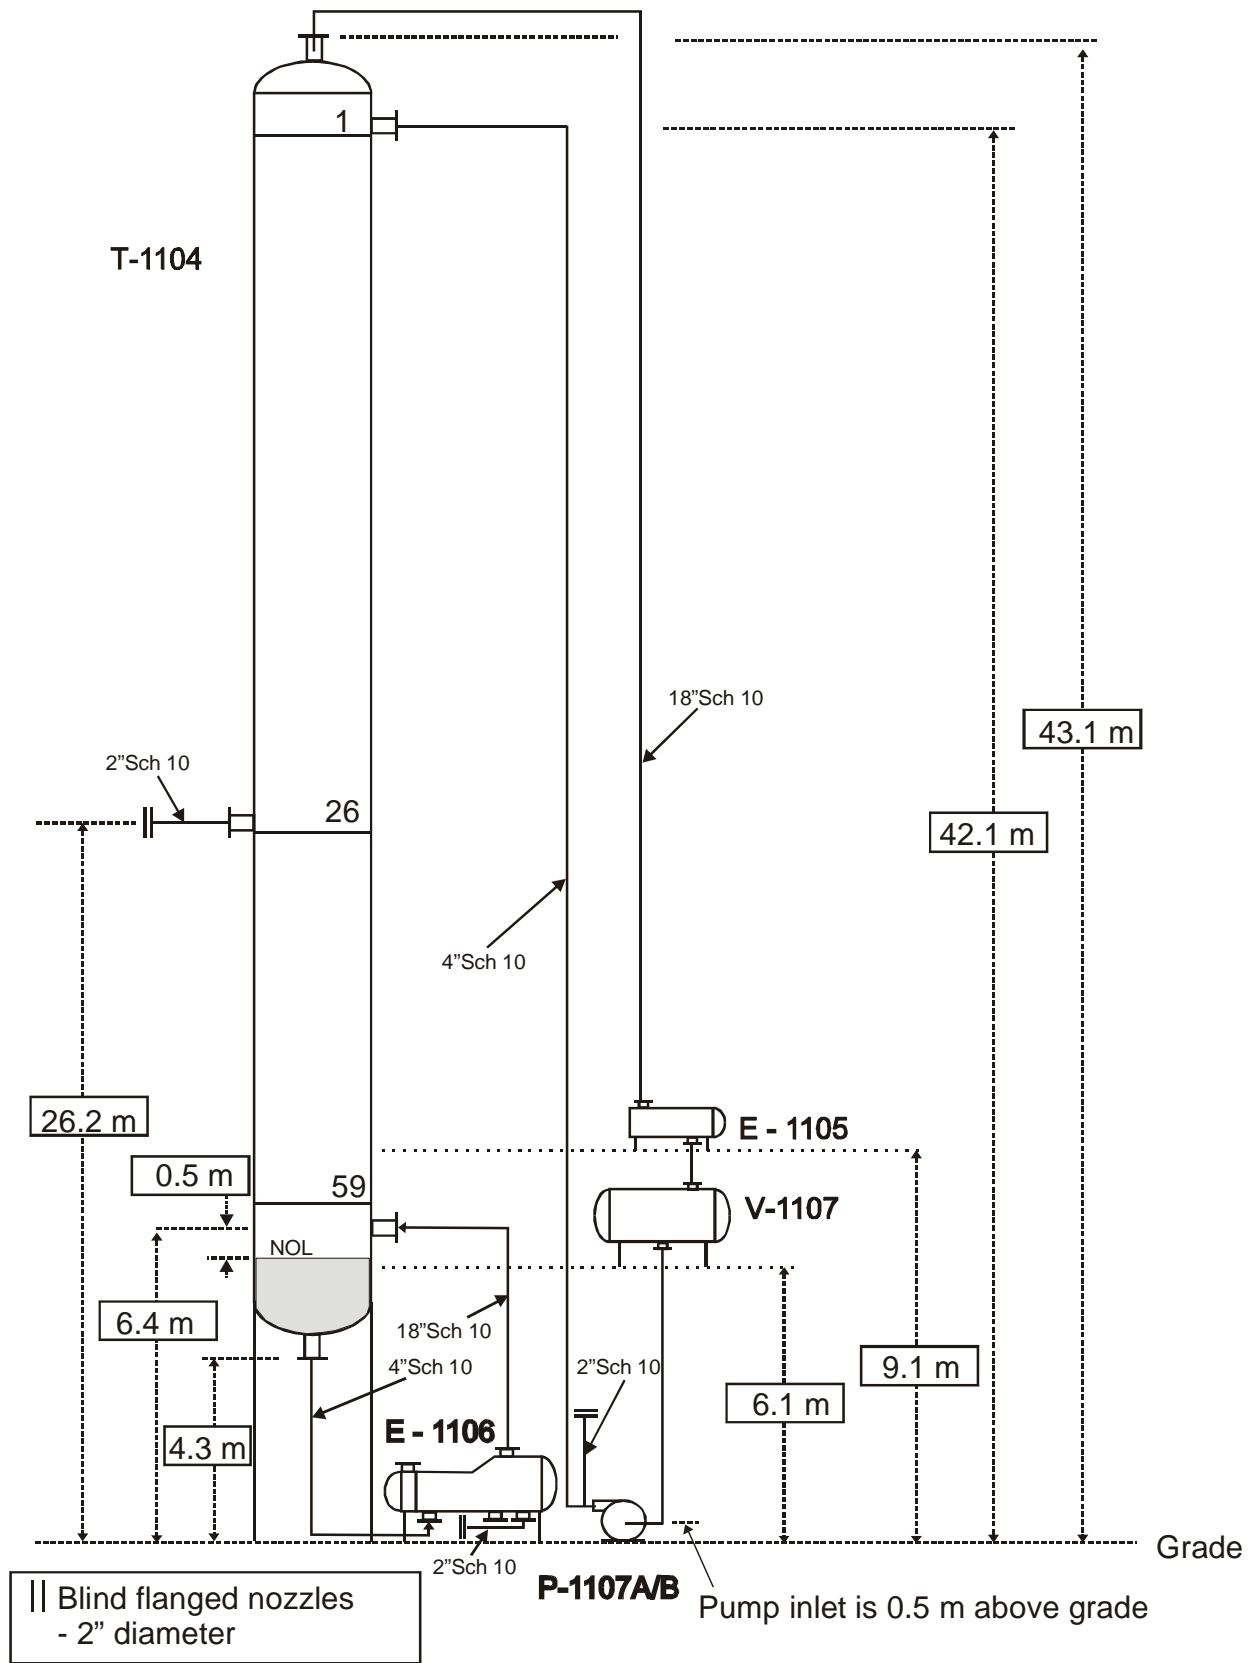 1
T-1104
18”Sch 10
43.1 m
2”Sch 10
26
42.1 m
4”Sch 10
26.2 m
E - 1105
0.5 m
59
V-1107
NOL
6.4 m
18”Sch 10
4”Sch 10
2”Sch 10
9.1 m
6.1 m
E - 1106
4.3 m
Grade
2”Sch 10
P-1107A/B
Pump inlet is 0.5 m above grade
|| Blind flanged nozzles
- 2” diameter